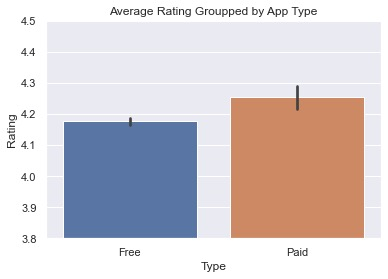 Average Rating Groupped by App Type
4.5
4.4
4.3
4.2
4.1
4.0
3.9
3.8
Rating
Free Paid
Type